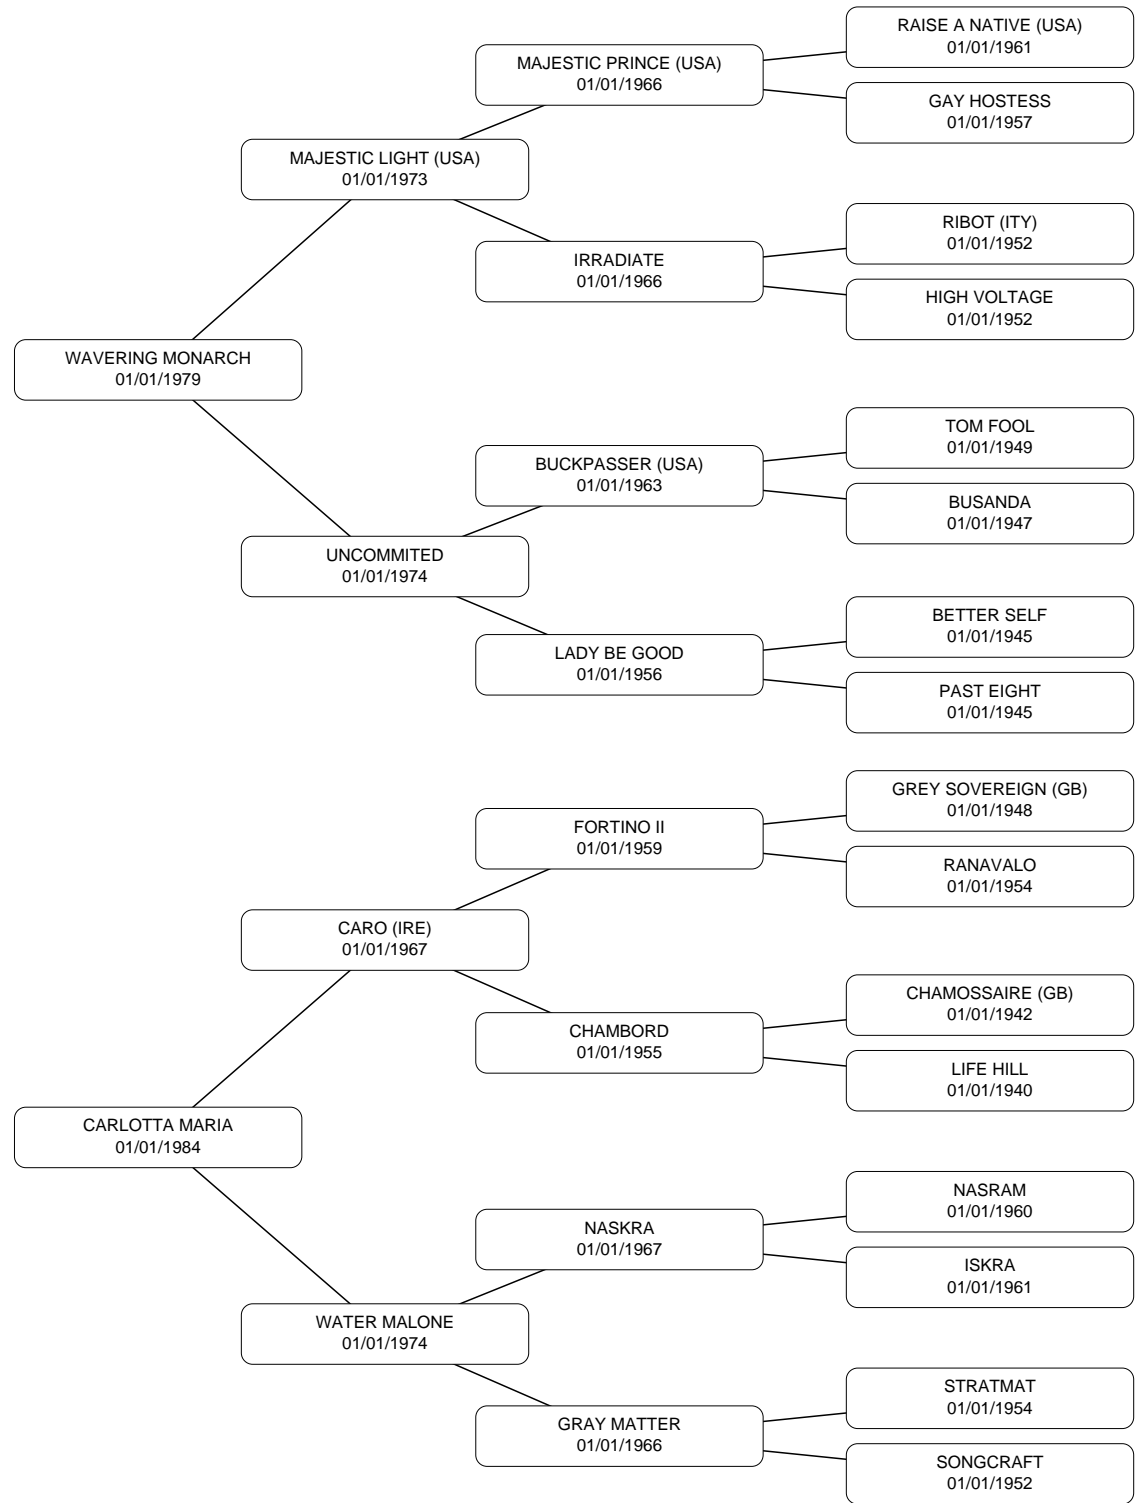 RAISE A NATIVE (USA)
01/01/1961
MAJESTIC PRINCE (USA)
01/01/1966
GAY HOSTESS
01/01/1957
MAJESTIC LIGHT (USA)
01/01/1973
RIBOT (ITY)
01/01/1952
IRRADIATE
01/01/1966
HIGH VOLTAGE
01/01/1952
WAVERING MONARCH
01/01/1979
TOM FOOL
01/01/1949
BUCKPASSER (USA)
01/01/1963
BUSANDA
01/01/1947
UNCOMMITED
01/01/1974
BETTER SELF
01/01/1945
LADY BE GOOD
01/01/1956
PAST EIGHT
01/01/1945
GREY SOVEREIGN (GB)
01/01/1948
FORTINO II
01/01/1959
RANAVALO
01/01/1954
CARO (IRE)
01/01/1967
CHAMOSSAIRE (GB)
01/01/1942
CHAMBORD
01/01/1955
LIFE HILL
01/01/1940
CARLOTTA MARIA
01/01/1984
NASRAM
01/01/1960
NASKRA
01/01/1967
ISKRA
01/01/1961
WATER MALONE
01/01/1974
STRATMAT
01/01/1954
GRAY MATTER
01/01/1966
SONGCRAFT
01/01/1952